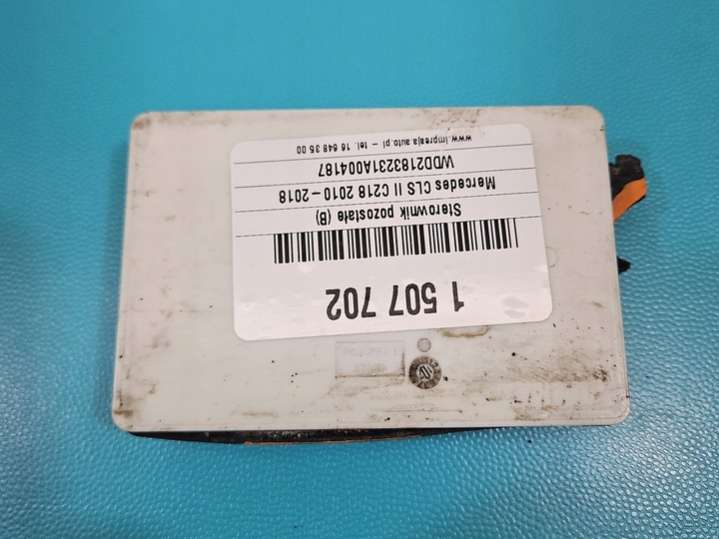 1 507 702
Sterownik pozostałe (B)
Mercedes CLS II C218 2010-2018
WDD2183231A004187
www.impresja auto.pl - tel. 16 648 35 00